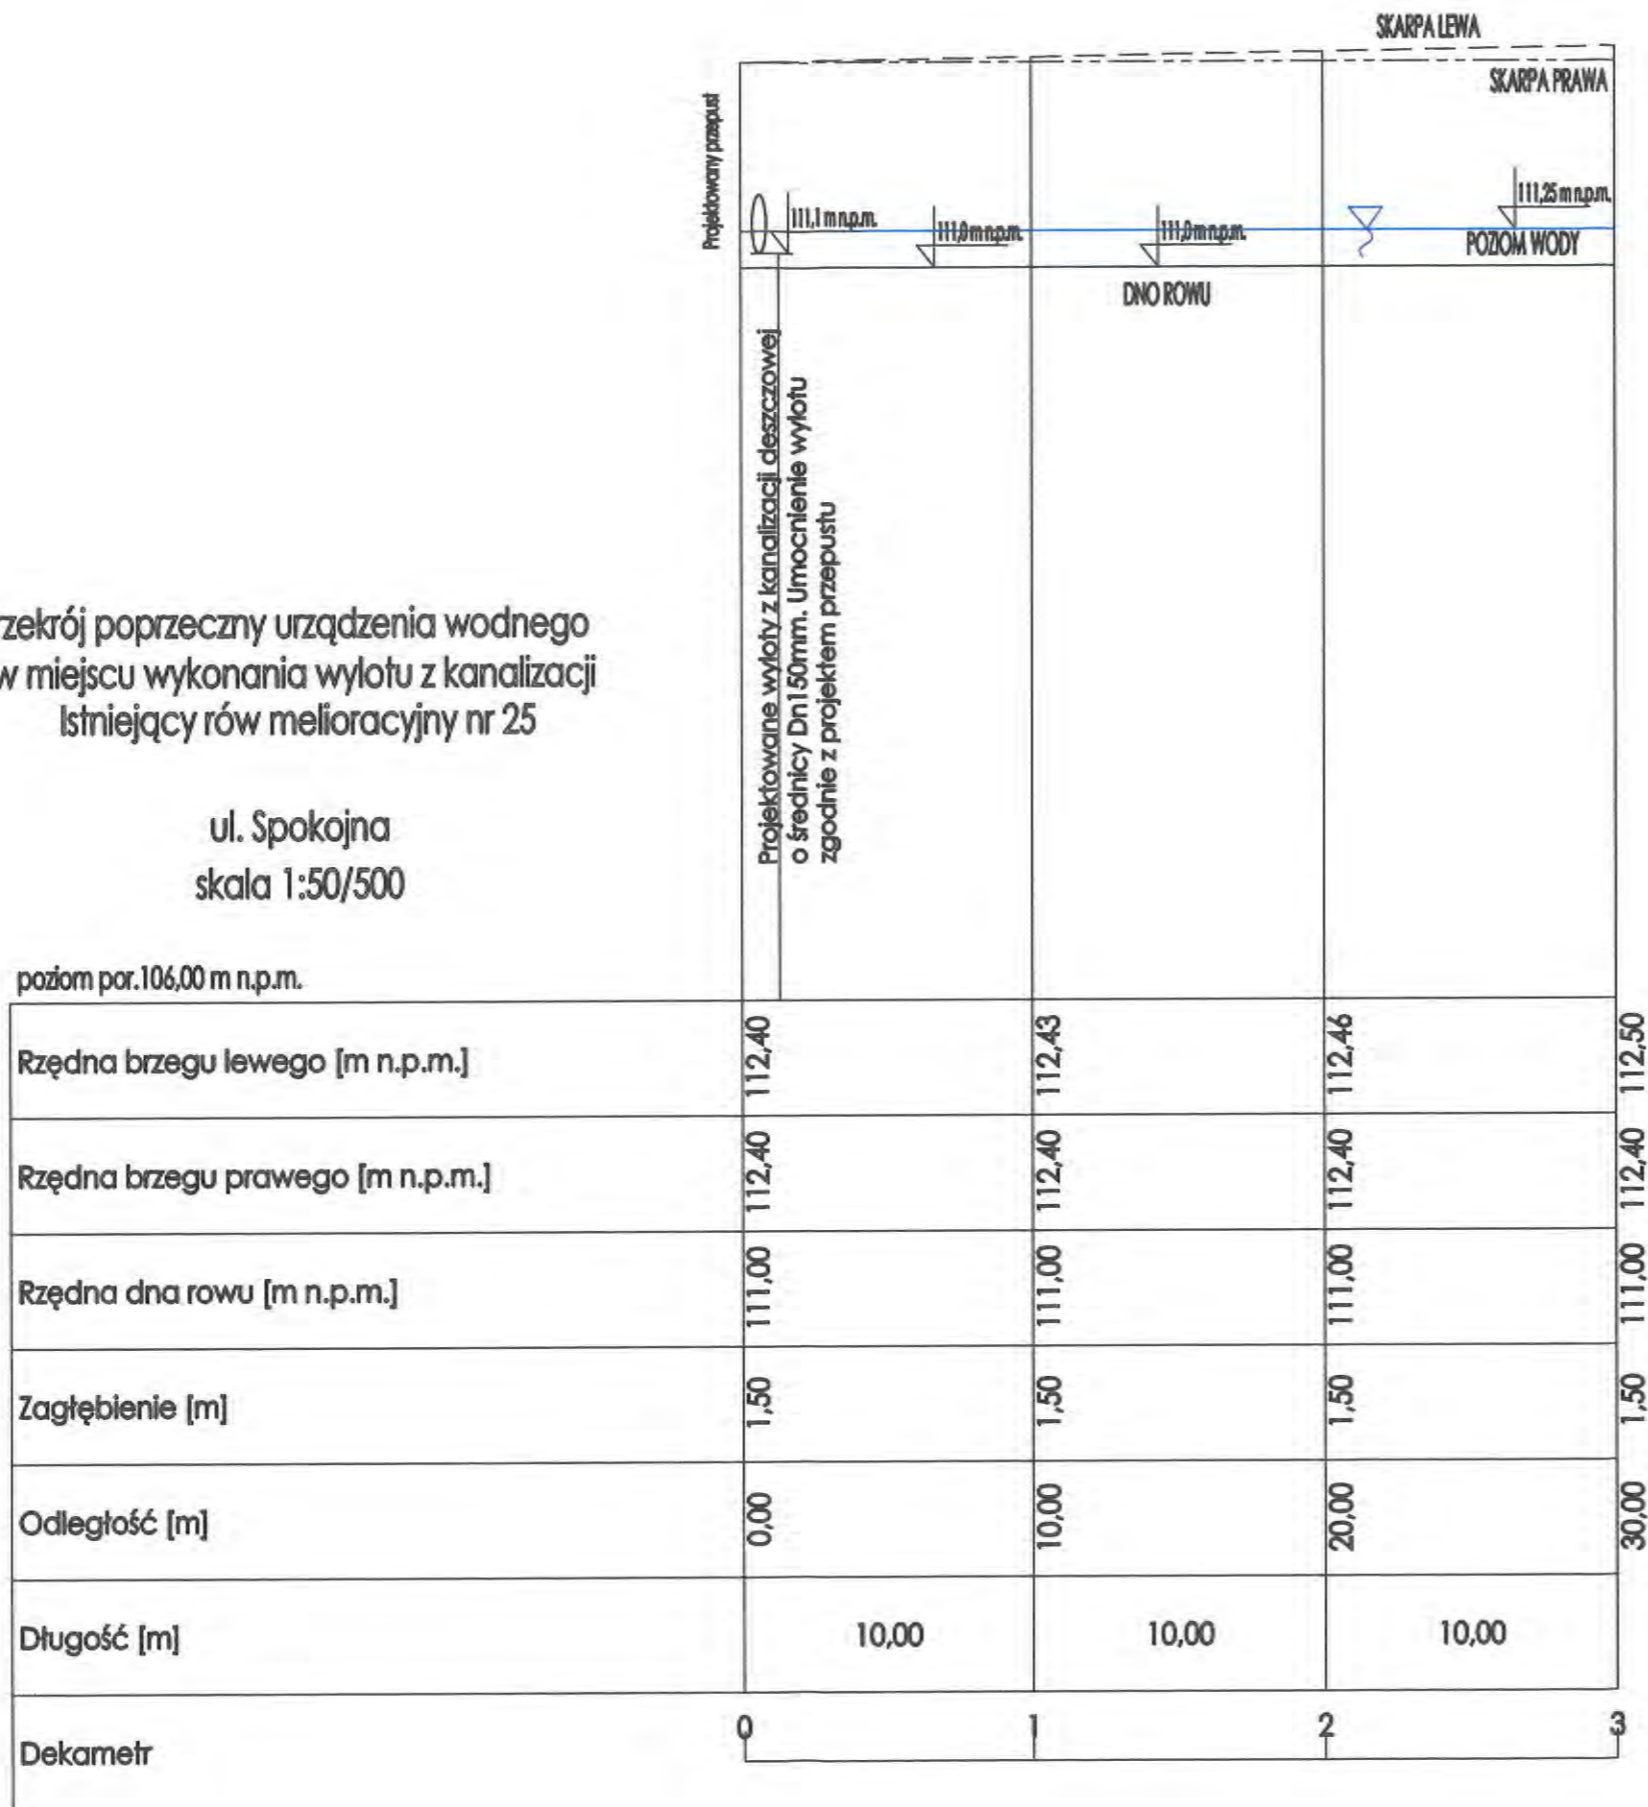 SKARPA LEWA
SKARPA PRAWA
Projektowany przepust
111,1 m n.p.m.
111,0 m n.p.m.
111,0 m n.p.m.
111,25 m n.p.m.
POZIOM WODY
DNO ROWU
Projektowane wyloty z kanalizacji deszczowej
o średnicy Dn150mm. Umocnienie wylotu
zgodnie z projektem przepustu
rzekrój poprzeczny urządzenia wodnego
w miejscu wykonania wylotu z kanalizacji
Istniejący rów melioracyjny nr 25
ul. Spokojna
skala 1:50/500
poziom por.106,00 m n.p.m.
Rzędna brzegu lewego [m n.p.m.] 112,40 112,43 112,46 112,50
Rzędna brzegu prawego [m n.p.m.] 112,40 112,40 112,40 112,40
Rzędna dna rowu [m n.p.m.] 111,00 111,00 111,00 111,00
Zagłębienie [m] 1,50 1,50 1,50 1,50
Odległość [m] 0,00 10,00 20,00 30,00
Długość [m] 10,00 10,00 10,00
Dekametr 0 1 2 3